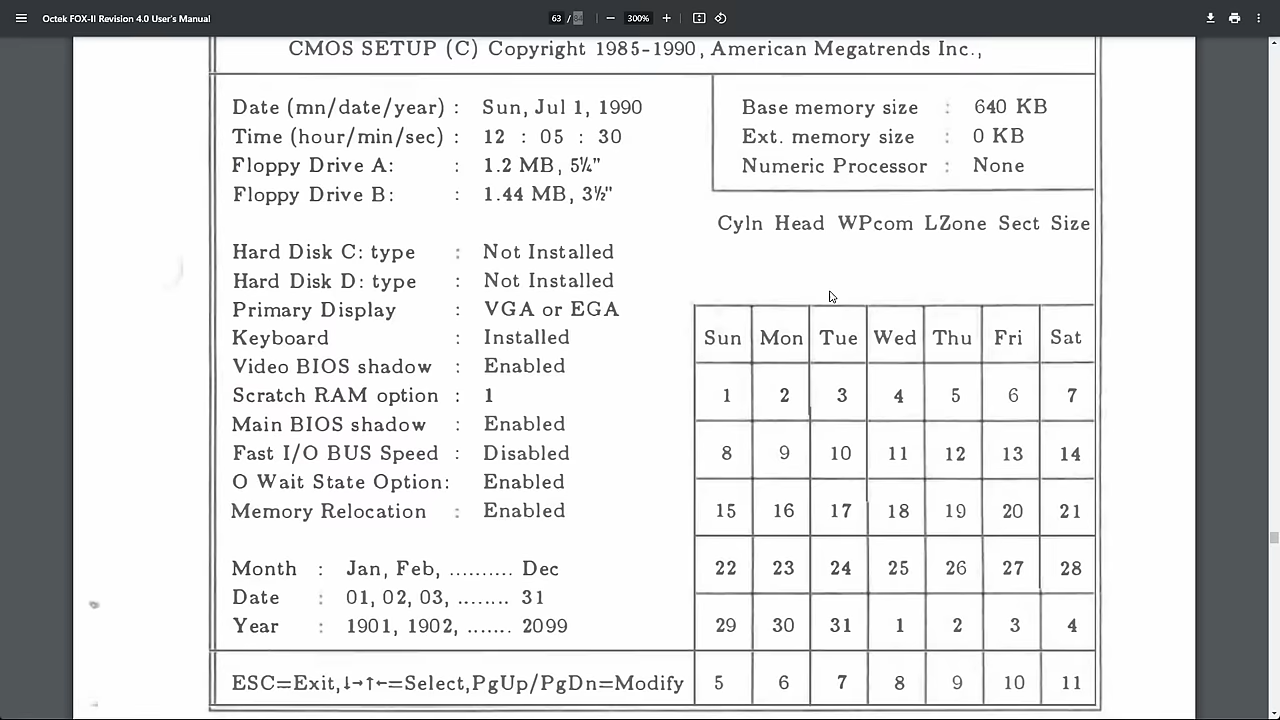 Octek FOX-II Revision 4.0 User's Manual
63 /
300%
CMOS SETUP (C) Copyright 1985-1990, American Megatrends Inc.,
Date (mn/date/year) : Sun, Jul 1, 1990
Time (hour/min/sec) : 12 : 05 : 30
Floppy Drive A: : 1.2 MB, 5¼"
Floppy Drive B: : 1.44 MB, 3½"
Base memory size : 640 KB
Ext. memory size : 0 KB
Numeric Processor : None
Cyln Head WPcom LZone Sect Size
Hard Disk C: type : Not Installed
Hard Disk D: type : Not Installed
Primary Display : VGA or EGA
Keyboard : Installed
Video BIOS shadow : Enabled
Scratch RAM option : 1
Main BIOS shadow : Enabled
Fast I/O BUS Speed : Disabled
O Wait State Option: Enabled
Memory Relocation : Enabled
Month : Jan, Feb, .......... Dec
Date : 01, 02, 03, ........ 31
Year : 1901, 1902, ....... 2099
Sun Mon Tue Wed Thu Fri Sat
1 2 3 4 5 6 7
8 9 10 11 12 13 14
15 16 17 18 19 20 21
22 23 24 25 26 27 28
29 30 31 1 2 3 4
5 6 7 8 9 10 11
ESC=Exit,↓→↑←=Select,PgUp/PgDn=Modify